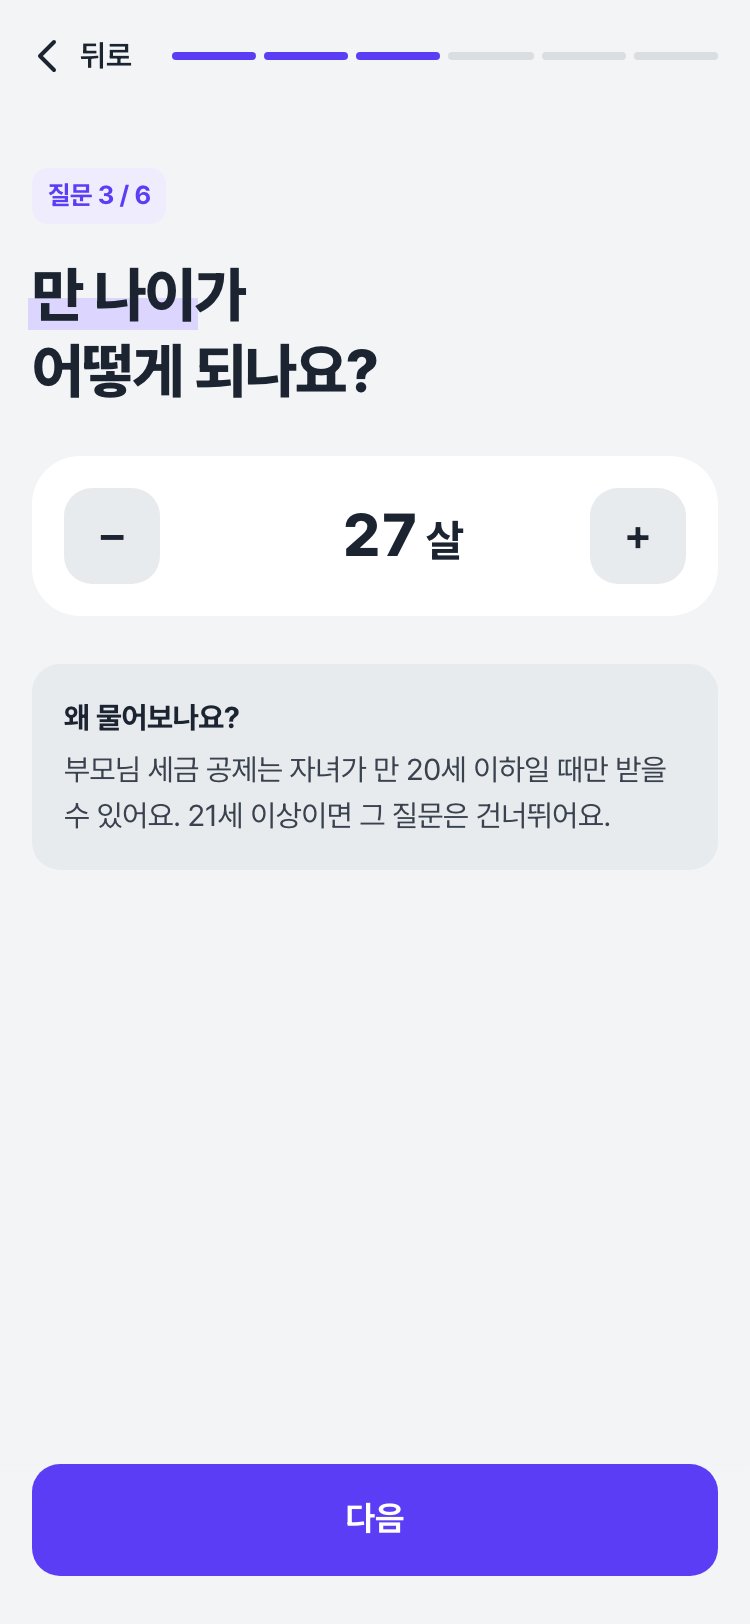 뒤로
질문 3 / 6
만 나이가
어떻게 되나요?
− 27 살 +
왜 물어보나요?
부모님 세금 공제는 자녀가 만 20세 이하일 때만 받을
수 있어요. 21세 이상이면 그 질문은 건너뛰어요.
다음